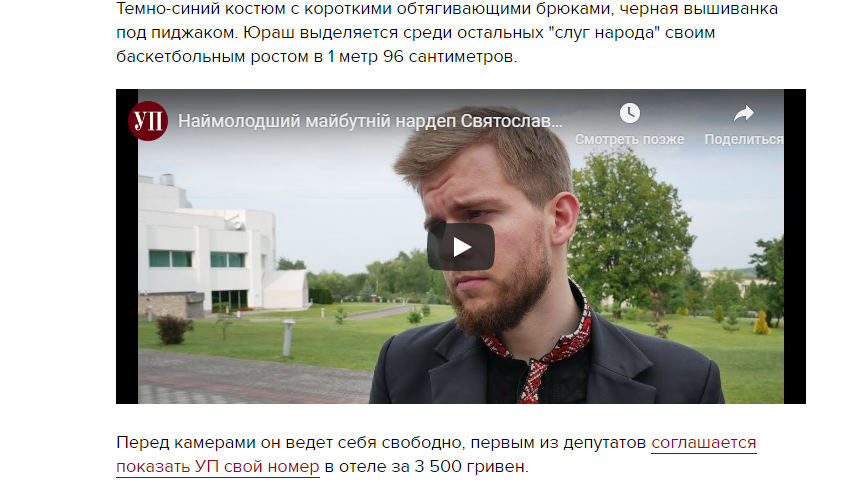 Темно-синий костюм с короткими обтягивающими брюками, черная вышиванка
под пиджаком. Юраш выделяется среди остальных "слуг народа" своим
баскетбольным ростом в 1 метр 96 сантиметров.
УП
Наймолодший майбутній нардеп Святослав...
Смотреть позже
Поделиться
Перед камерами он ведет себя свободно, первым из депутатов соглашается
показать УП свой номер в отеле за 3 500 гривен.